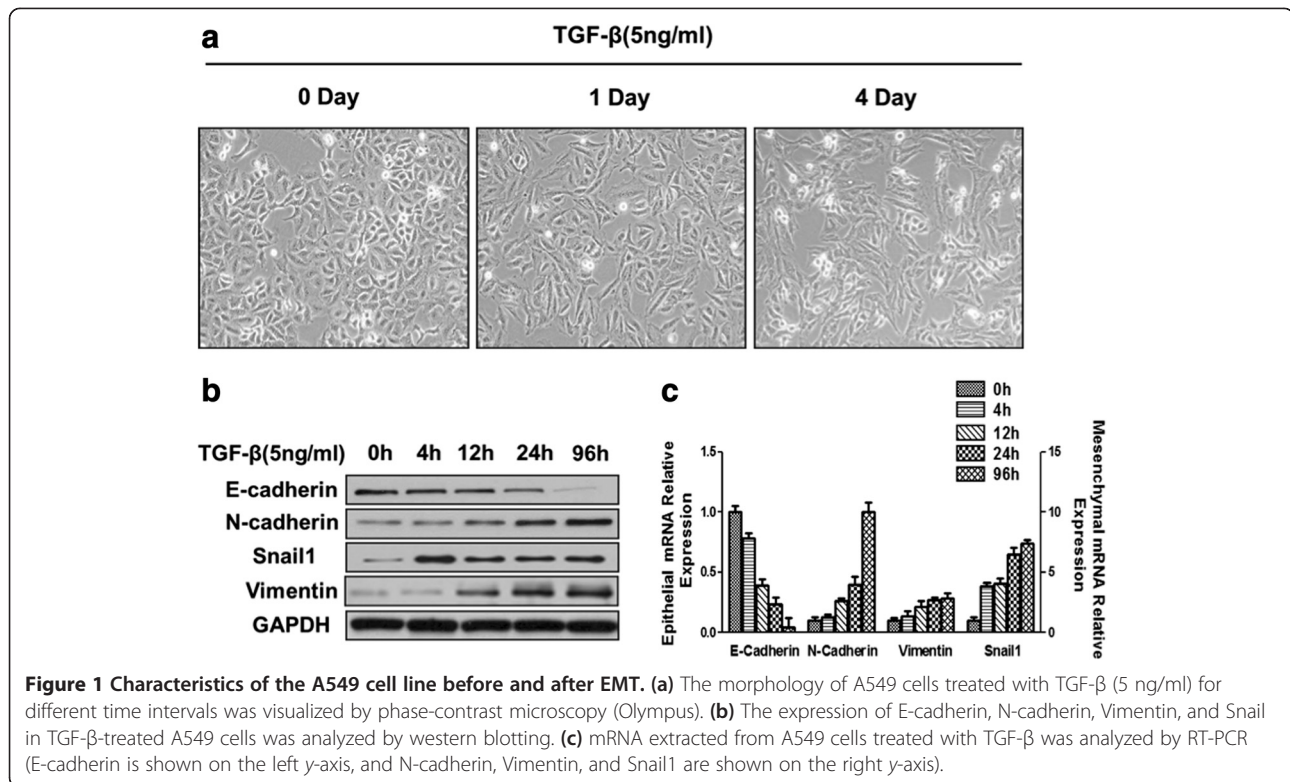 a
TGF-β(5ng/ml)
0 Day 1 Day 4 Day
b
TGF-β(5ng/ml) 0h 4h 12h 24h 96h
E-cadherin
N-cadherin
Snail1
Vimentin
GAPDH
c
0h
4h
12h
24h
96h
Epithelial mRNA Relative
Expression
1.5
1.0
0.5
0.0
Mesenchymal mRNA Relative
Expression
15
10
5
0
E-Cadherin N-Cadherin Vimentin Snail1
Figure 1 Characteristics of the A549 cell line before and after EMT. (a) The morphology of A549 cells treated with TGF-β (5 ng/ml) for
different time intervals was visualized by phase-contrast microscopy (Olympus). (b) The expression of E-cadherin, N-cadherin, Vimentin, and Snail
in TGF-β-treated A549 cells was analyzed by western blotting. (c) mRNA extracted from A549 cells treated with TGF-β was analyzed by RT-PCR
(E-cadherin is shown on the left y-axis, and N-cadherin, Vimentin, and Snail1 are shown on the right y-axis).